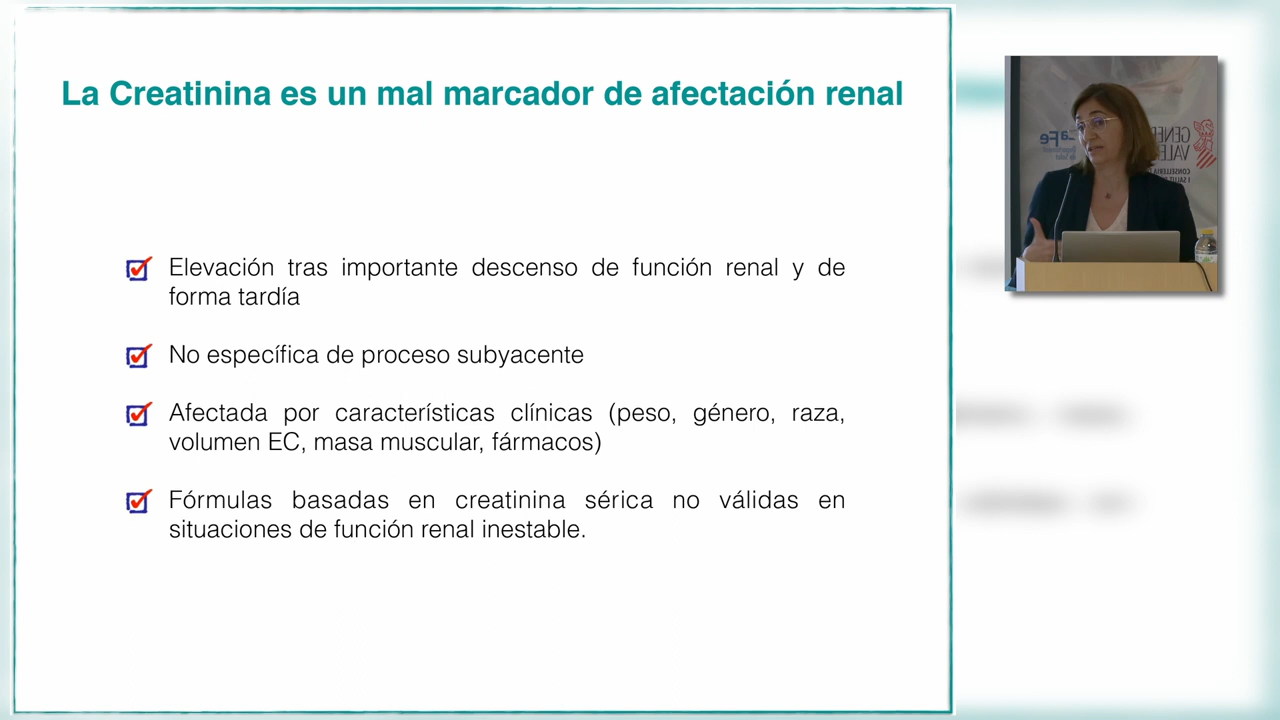 La Creatinina es un mal marcador de afectación renal
Elevación tras importante descenso de función renal y de
forma tardía
No específica de proceso subyacente
Afectada por características clínicas (peso, género, raza,
volumen EC, masa muscular, fármacos)
Fórmulas basadas en creatinina sérica no válidas en
situaciones de función renal inestable.